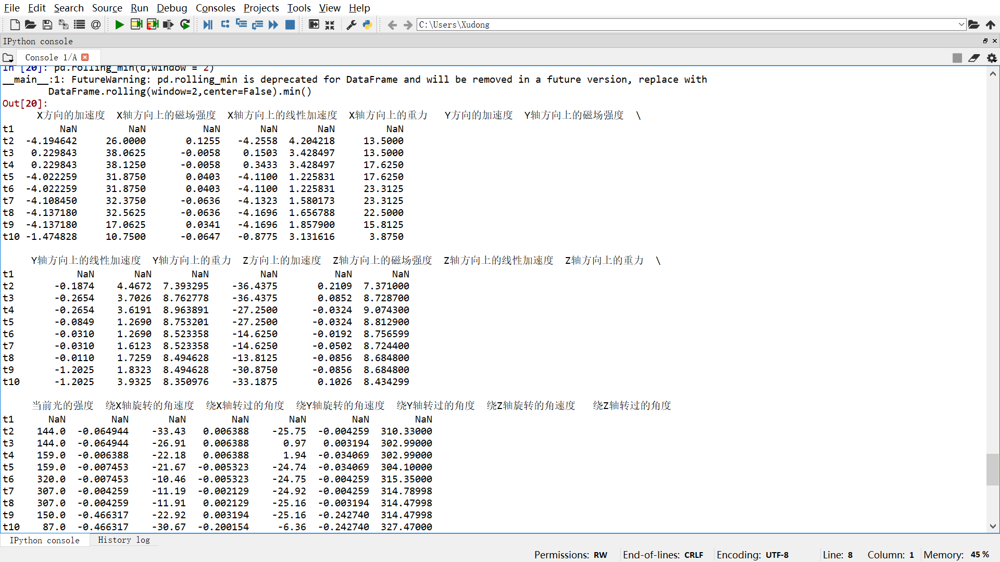 File Edit Search Source Run Debug Consoles Projects Tools View Help
C:\Users\Xudong
IPython console
Console 1/A
In [20]: pd.rolling_min(d,window = 2)
__main__:1: FutureWarning: pd.rolling_min is deprecated for DataFrame and will be removed in a future version, replace with
DataFrame.rolling(window=2,center=False).min()
Out[20]:
X方向的加速度 X轴方向上的磁场强度 X轴方向上的线性加速度 X轴方向上的重力 Y方向的加速度 Y轴方向上的磁场强度 \
t1 NaN NaN NaN NaN NaN NaN
t2 -4.194642 26.0000 0.1255 -4.2558 4.204218 13.5000
t3 0.229843 38.0625 -0.0058 0.1503 3.428497 13.5000
t4 0.229843 38.1250 -0.0058 0.3433 3.428497 17.6250
t5 -4.022259 31.8750 0.0403 -4.1100 1.225831 17.6250
t6 -4.022259 31.8750 0.0403 -4.1100 1.225831 23.3125
t7 -4.108450 32.3750 -0.0636 -4.1323 1.580173 23.3125
t8 -4.137180 32.5625 -0.0636 -4.1696 1.656788 22.5000
t9 -4.137180 17.0625 0.0341 -4.1696 1.857900 15.8125
t10 -1.474828 10.7500 -0.0647 -0.8775 3.131616 3.8750
Y轴方向上的线性加速度 Y轴方向上的重力 Z方向上的加速度 Z轴方向上的磁场强度 Z轴方向上的线性加速度 Z轴方向上的重力 \
t1 NaN NaN NaN NaN NaN NaN
t2 -0.1874 4.4672 7.393295 -36.4375 0.2109 7.371000
t3 -0.2654 3.7026 8.762778 -36.4375 0.0852 8.728700
t4 -0.2654 3.6191 8.963891 -27.2500 -0.0324 9.074300
t5 -0.0849 1.2690 8.753201 -27.2500 -0.0324 8.812900
t6 -0.0310 1.2690 8.523358 -14.6250 -0.0192 8.756599
t7 -0.0310 1.6123 8.523358 -14.6250 -0.0502 8.724400
t8 -0.0110 1.7259 8.494628 -13.8125 -0.0856 8.684800
t9 -1.2025 1.8323 8.494628 -30.8750 -0.0856 8.684800
t10 -1.2025 3.9325 8.350976 -33.1875 0.1026 8.434299
当前光的强度 绕X轴旋转的角速度 绕X轴转过的角度 绕Y轴旋转的角速度 绕Y轴转过的角度 绕Z轴旋转的角速度 绕Z轴转过的角度
t1 NaN NaN NaN NaN NaN NaN NaN
t2 144.0 -0.064944 -33.43 0.006388 -25.75 -0.004259 310.33000
t3 144.0 -0.064944 -26.91 0.006388 0.97 0.003194 302.99000
t4 159.0 -0.006388 -22.18 0.006388 1.94 -0.034069 302.99000
t5 159.0 -0.007453 -21.67 -0.005323 -24.74 -0.034069 304.10000
t6 320.0 -0.007453 -10.46 -0.005323 -24.75 -0.004259 315.35000
t7 307.0 -0.004259 -11.19 -0.002129 -24.92 -0.004259 314.78998
t8 307.0 -0.004259 -11.91 0.002129 -25.16 -0.003194 314.47998
t9 150.0 -0.466317 -22.92 0.003194 -25.16 -0.242740 314.47998
t10 87.0 -0.466317 -30.67 -0.200154 -6.36 -0.242740 327.47000
IPython console History log
Permissions: RW End-of-lines: CRLF Encoding: UTF-8 Line: 8 Column: 1 Memory: 45 %